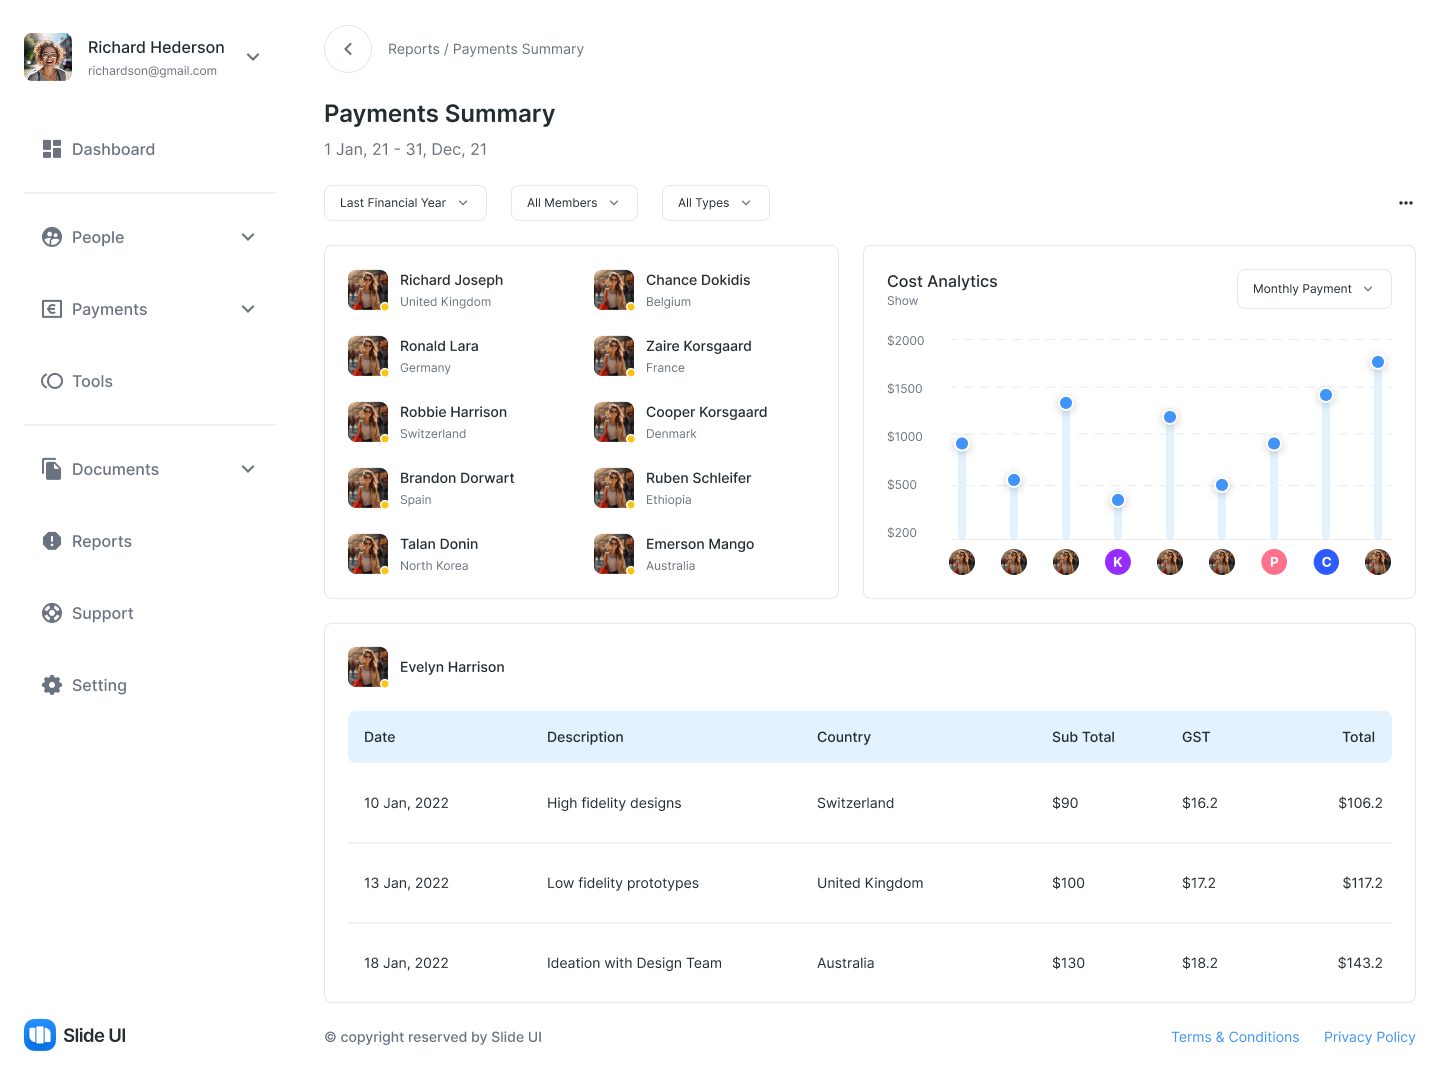 Richard Hederson
richardson@gmail.com
Dashboard
People
Payments
Tools
Documents
Reports
Support
Setting
Slide UI
Reports / Payments Summary
Payments Summary
1 Jan, 21 - 31, Dec, 21
Last Financial Year
All Members
All Types
Richard Joseph
United Kingdom
Chance Dokidis
Belgium
Ronald Lara
Germany
Zaire Korsgaard
France
Robbie Harrison
Switzerland
Cooper Korsgaard
Denmark
Brandon Dorwart
Spain
Ruben Schleifer
Ethiopia
Talan Donin
North Korea
Emerson Mango
Australia
Cost Analytics
Show
Monthly Payment
$2000
$1500
$1000
$500
$200
K P C
Evelyn Harrison
Date Description Country Sub Total GST Total
10 Jan, 2022 High fidelity designs Switzerland $90 $16.2 $106.2
13 Jan, 2022 Low fidelity prototypes United Kingdom $100 $17.2 $117.2
18 Jan, 2022 Ideation with Design Team Australia $130 $18.2 $143.2
© copyright reserved by Slide UI
Terms & Conditions
Privacy Policy